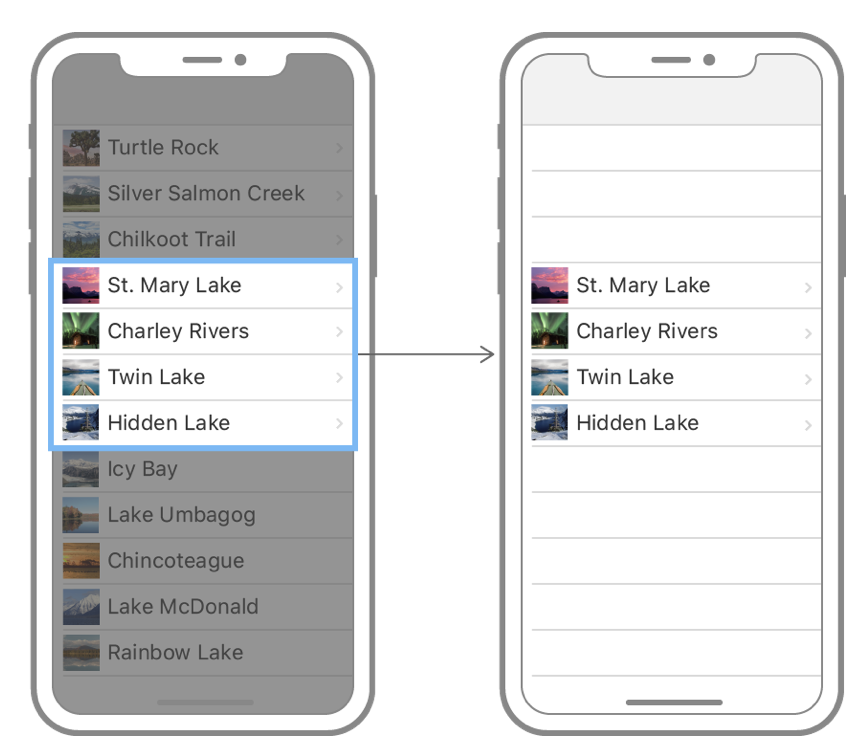 Turtle Rock
Silver Salmon Creek
Chilkoot Trail
St. Mary Lake
Charley Rivers
Twin Lake
Hidden Lake
Icy Bay
Lake Umbagog
Chincoteague
Lake McDonald
Rainbow Lake
St. Mary Lake
Charley Rivers
Twin Lake
Hidden Lake